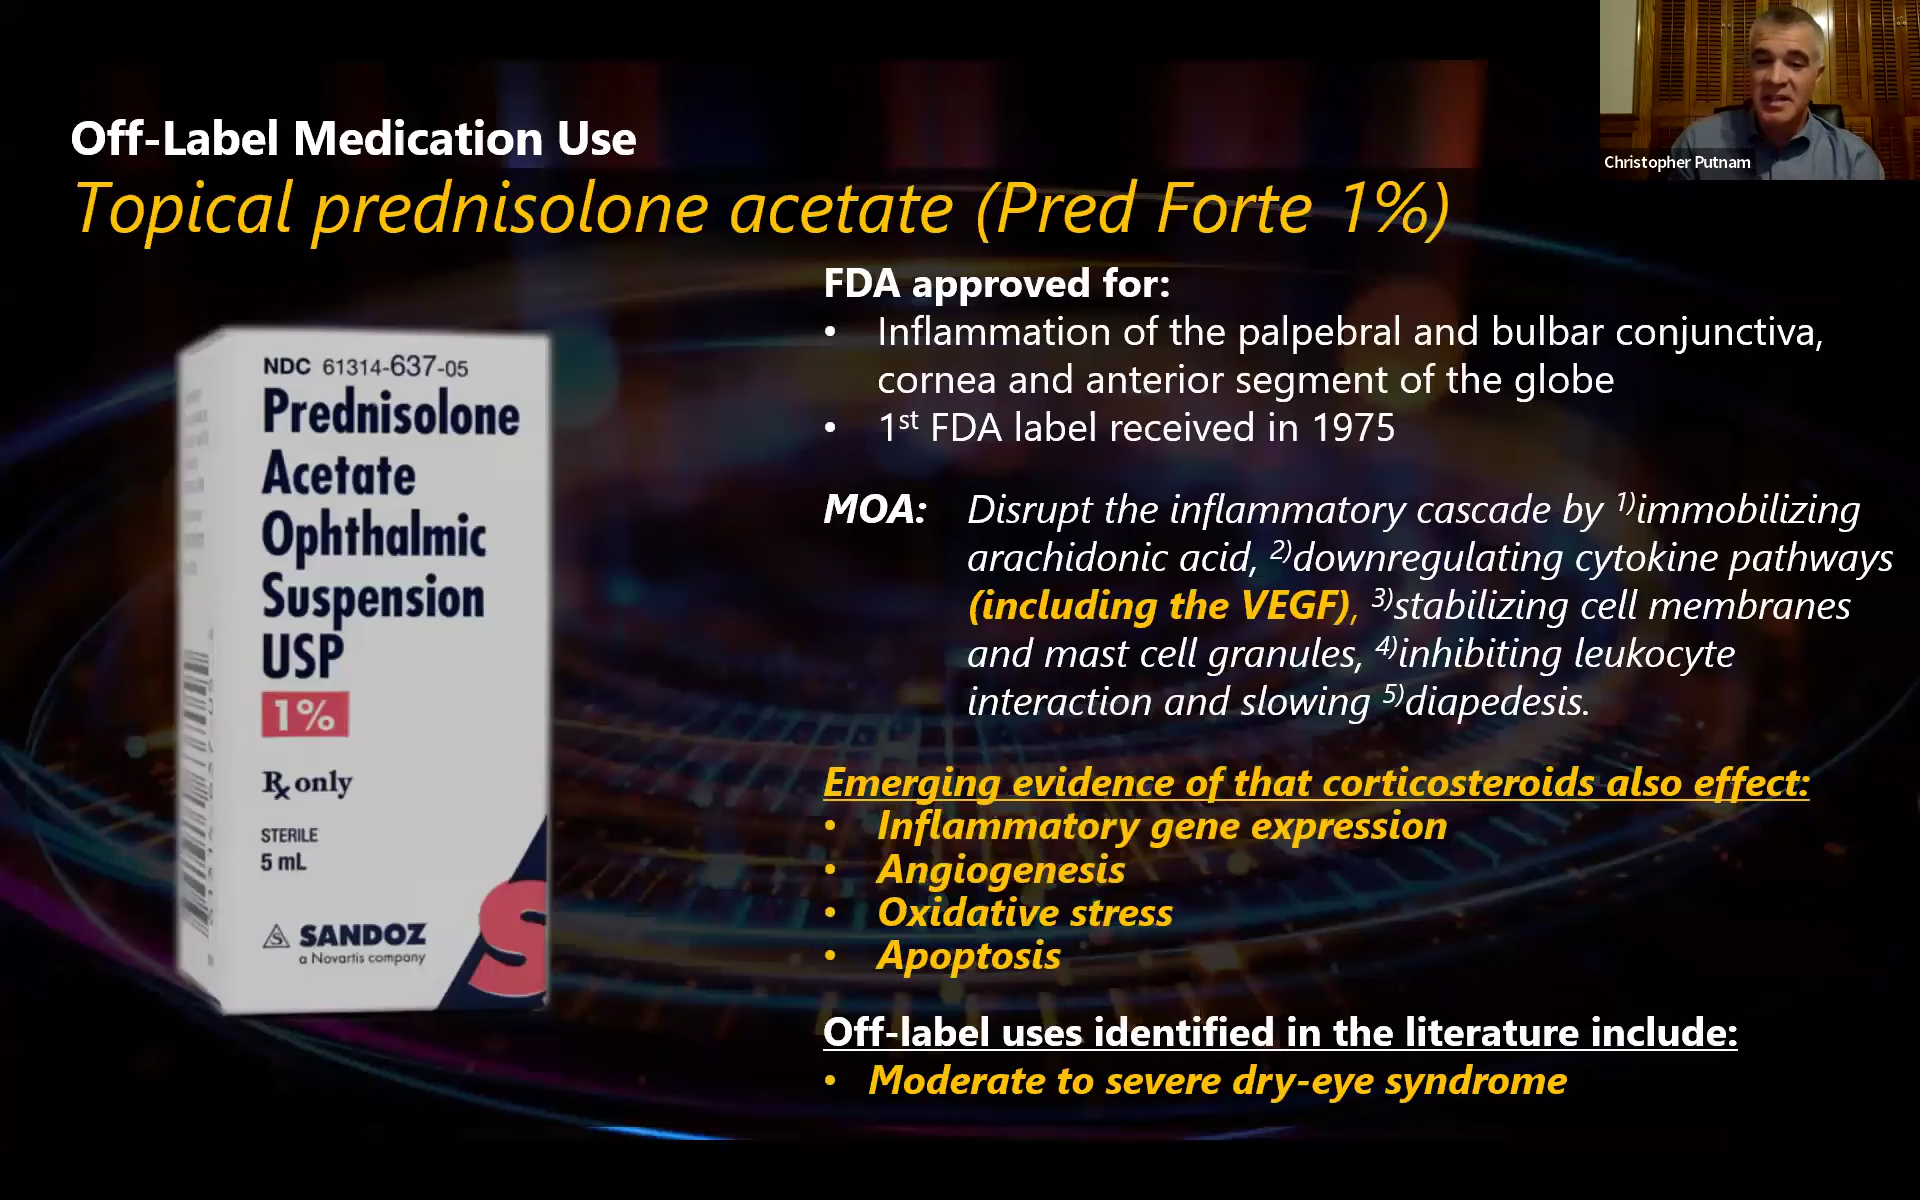 Christopher Putnam
Off-Label Medication Use
Topical prednisolone acetate (Pred Forte 1%)
FDA approved for:
• Inflammation of the palpebral and bulbar conjunctiva,
cornea and anterior segment of the globe
• 1st FDA label received in 1975
MOA: Disrupt the inflammatory cascade by 1)immobilizing
arachidonic acid, 2)downregulating cytokine pathways
(including the VEGF), 3)stabilizing cell membranes
and mast cell granules, 4)inhibiting leukocyte
interaction and slowing 5)diapedesis.
Emerging evidence of that corticosteroids also effect:
• Inflammatory gene expression
• Angiogenesis
• Oxidative stress
• Apoptosis
Off-label uses identified in the literature include:
• Moderate to severe dry-eye syndrome
NDC 61314-637-05
Prednisolone
Acetate
Ophthalmic
Suspension
USP
1%
Rx only
STERILE
5 mL
S SANDOZ
a Novartis company
S